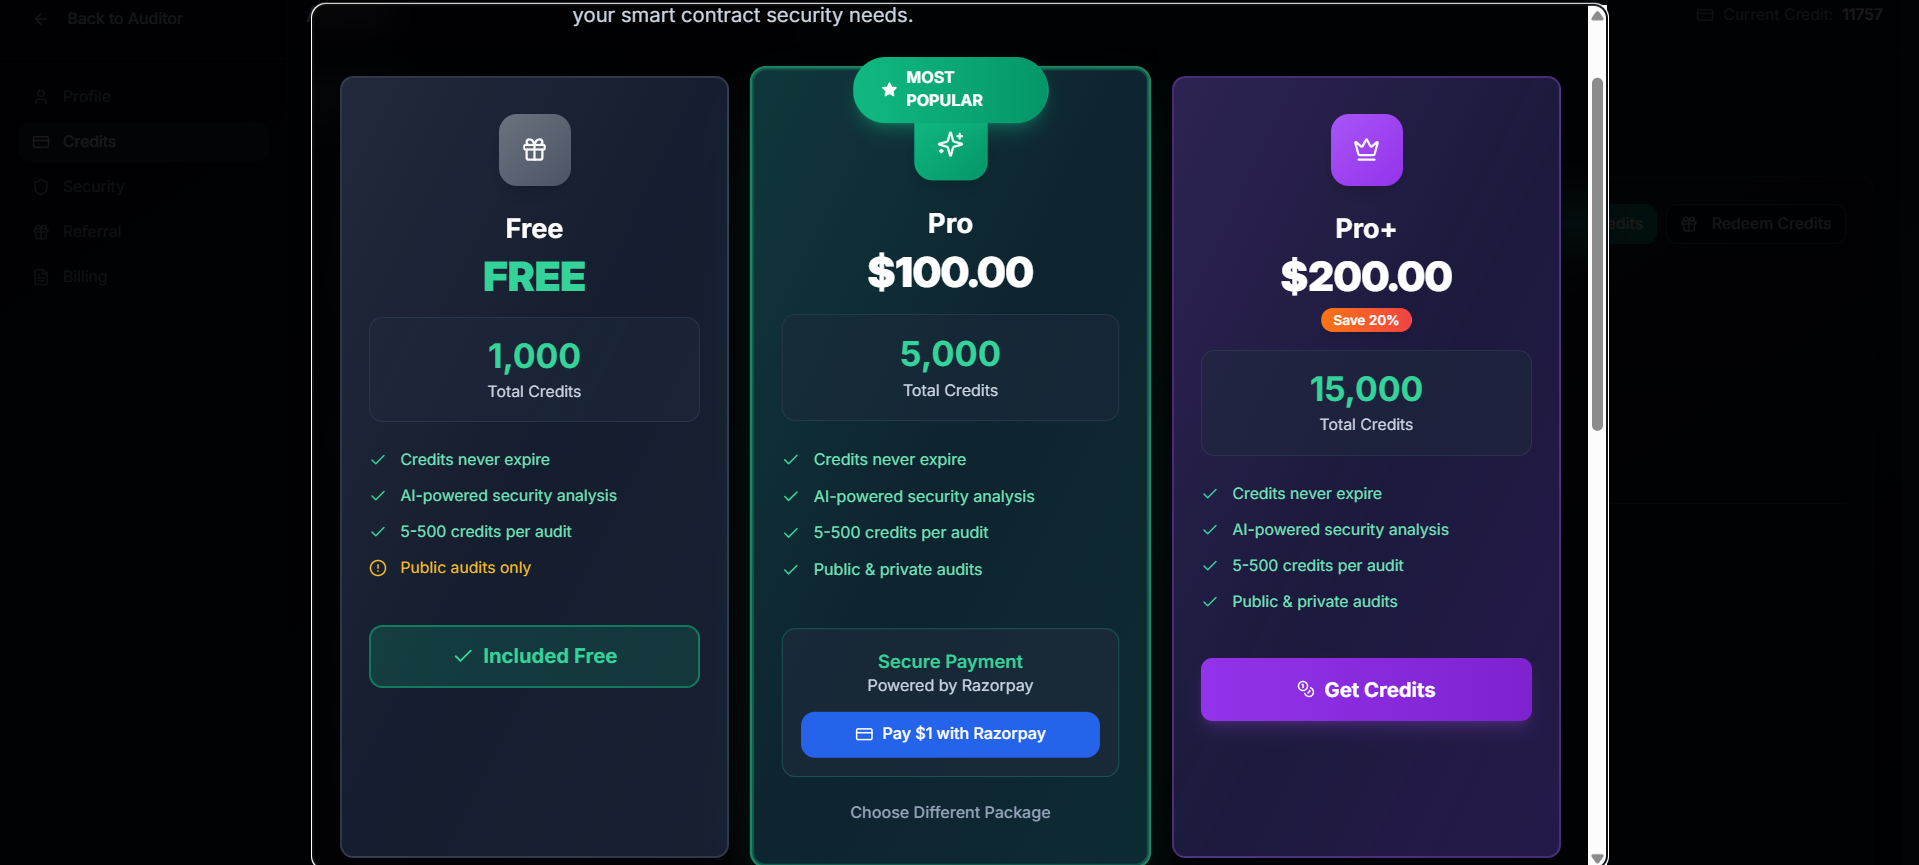 Back to Auditor
Profile
Credits
Security
Referral
Billing
Current Credit: 11757
edits
Redeem Credits
your smart contract security needs.
Free
FREE
1,000
Total Credits
Credits never expire
AI-powered security analysis
5-500 credits per audit
Public audits only
Included Free
MOST
POPULAR
Pro
$100.00
5,000
Total Credits
Credits never expire
AI-powered security analysis
5-500 credits per audit
Public & private audits
Secure Payment
Powered by Razorpay
Pay $1 with Razorpay
Choose Different Package
Pro+
$200.00
Save 20%
15,000
Total Credits
Credits never expire
AI-powered security analysis
5-500 credits per audit
Public & private audits
Get Credits